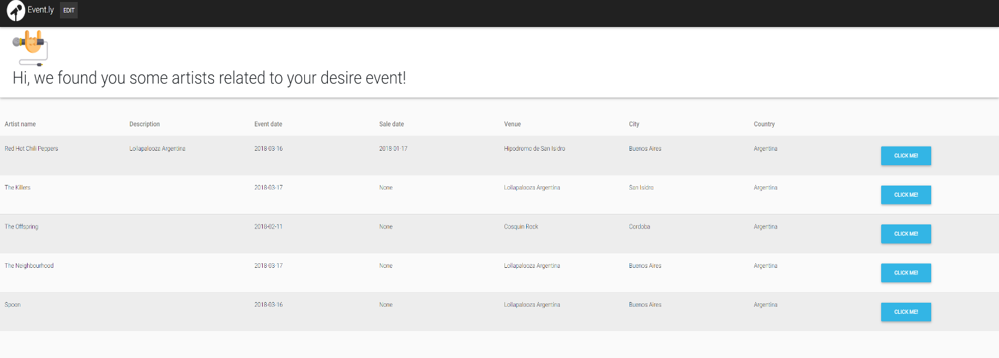 Event.ly EDIT
Hi, we found you some artists related to your desire event!
Artist name Description Event date Sale date Venue City Country
Red Hot Chili Peppers Lollapalooza Argentina 2018-03-16 2018-01-17 Hipodromo de San Isidro Buenos Aires Argentina CLICK ME!
The Killers 2018-03-17 None Lollapalooza Argentina San Isidro Argentina CLICK ME!
The Offspring 2018-02-11 None Cosquin Rock Cordoba Argentina CLICK ME!
The Neighbourhood 2018-03-17 None Lollapalooza Argentina Buenos Aires Argentina CLICK ME!
Spoon 2018-03-16 None Lollapalooza Argentina Buenos Aires Argentina CLICK ME!